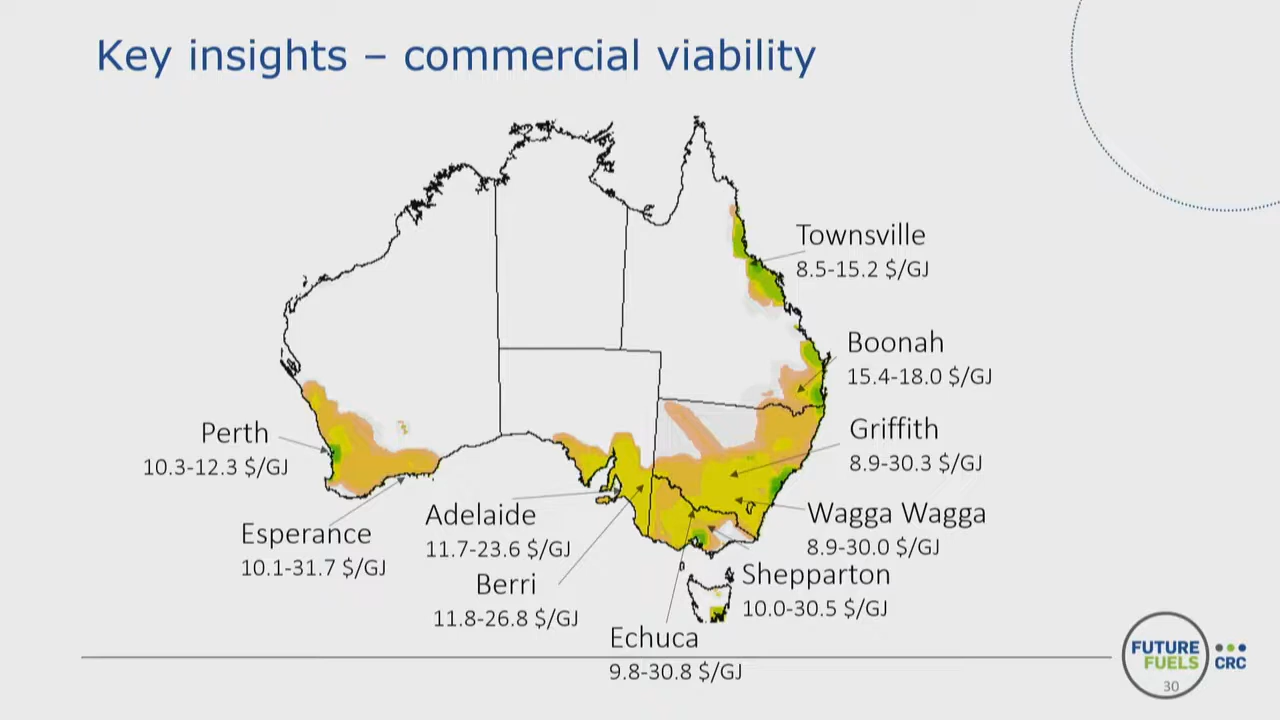 Key insights – commercial viability
Townsville
8.5-15.2 $/GJ
Boonah
15.4-18.0 $/GJ
Griffith
8.9-30.3 $/GJ
Perth
10.3-12.3 $/GJ
Wagga Wagga
8.9-30.0 $/GJ
Adelaide
11.7-23.6 $/GJ
Esperance
10.1-31.7 $/GJ
Berri
11.8-26.8 $/GJ
Shepparton
10.0-30.5 $/GJ
Echuca
9.8-30.8 $/GJ
FUTURE
FUELS CRC
30